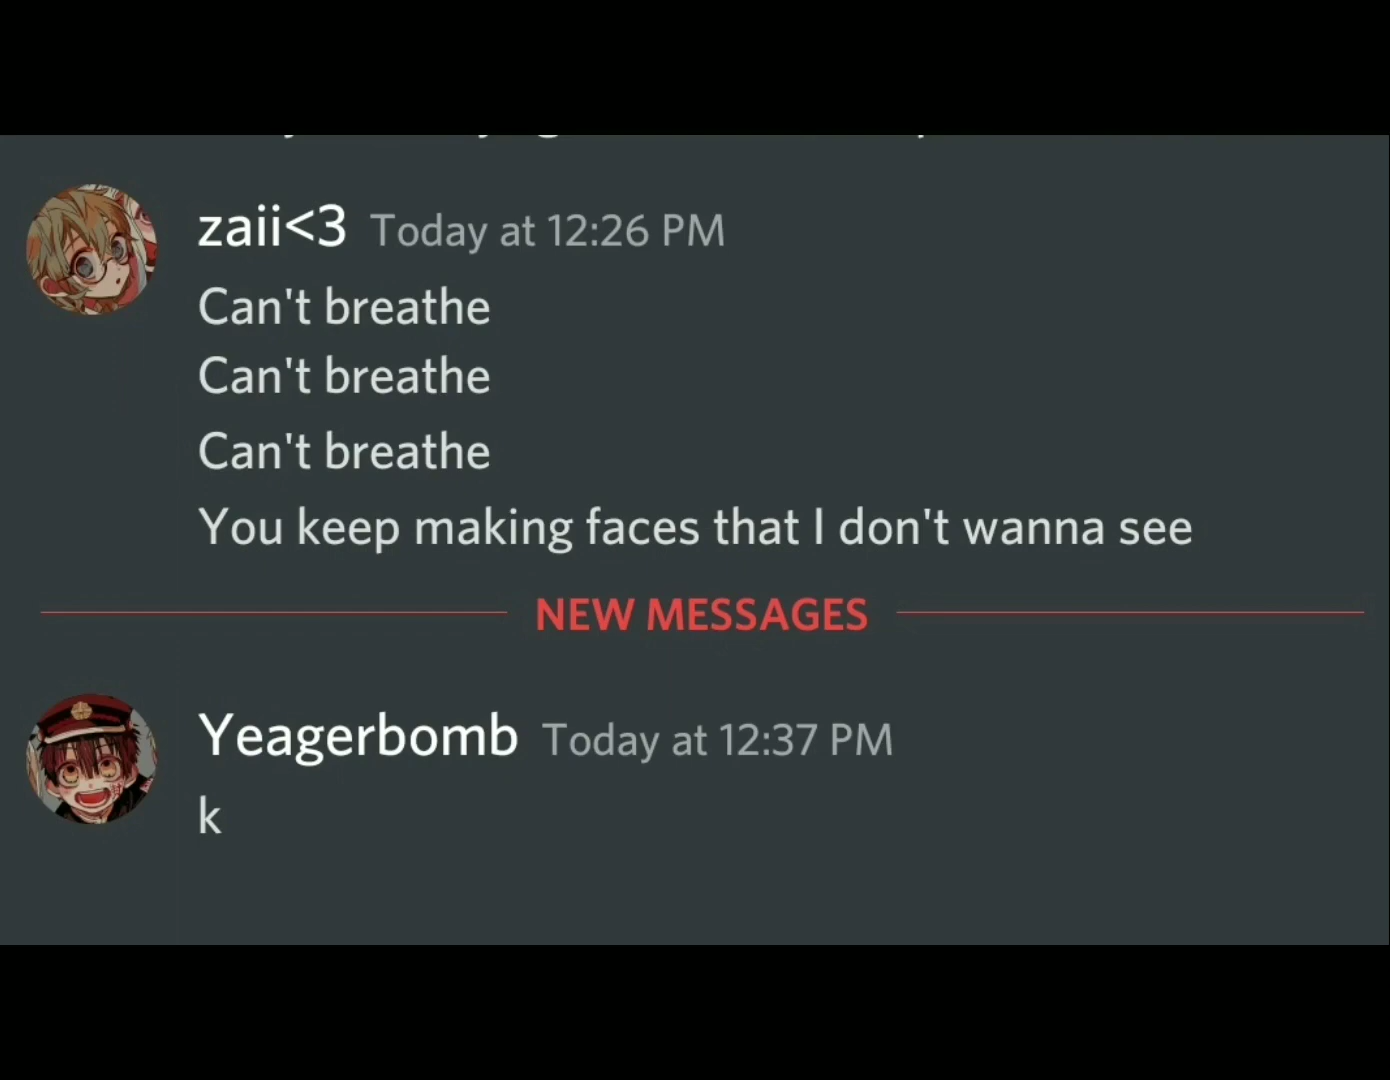 zaii<3 Today at 12:26 PM
Can't breathe
Can't breathe
Can't breathe
You keep making faces that I don't wanna see
NEW MESSAGES
Yeagerbomb Today at 12:37 PM
k